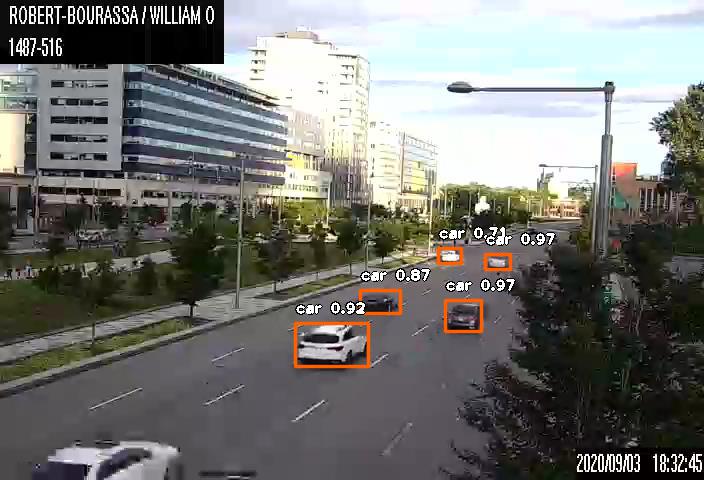 ROBERT-BOURASSA / WILLIAM O
1487-516
car 0.71
car 0.97
car 0.87
car 0.97
car 0.92
2020/09/03 18:32:45